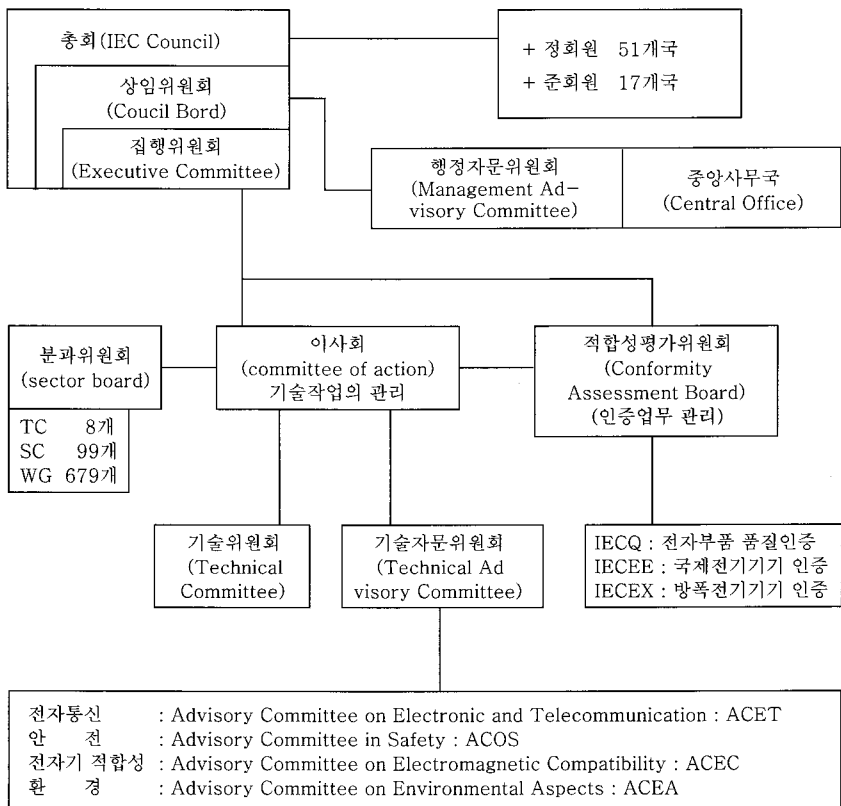 총회(IEC Council)
+ 정회원 51개국
+ 준회원 17개국
상임위원회
(Coucil Bord)
집행위원회
(Executive Committee)
행정자문위원회
(Management Ad-
visory Committee)
중앙사무국
(Central Office)
분과위원회
(sector board)
TC 8개
SC 99개
WG 679개
이사회
(committee of action)
기술작업의 관리
적합성평가위원회
(Conformity
Assessment Board)
(인증업무 관리)
기술위원회
(Technical
Committee)
기술자문위원회
(Technical Ad
visory Committee)
IECQ : 전자부품 품질인증
IECEE : 국제전기기기 인증
IECEX : 방폭전기기기 인증
전자통신 : Advisory Committee on Electronic and Telecommunication : ACET
안 전 : Advisory Committee in Safety : ACOS
전자기 적합성 : Advisory Committee on Electromagnetic Compatibility : ACEC
환 경 : Advisory Committee on Environmental Aspects : ACEA